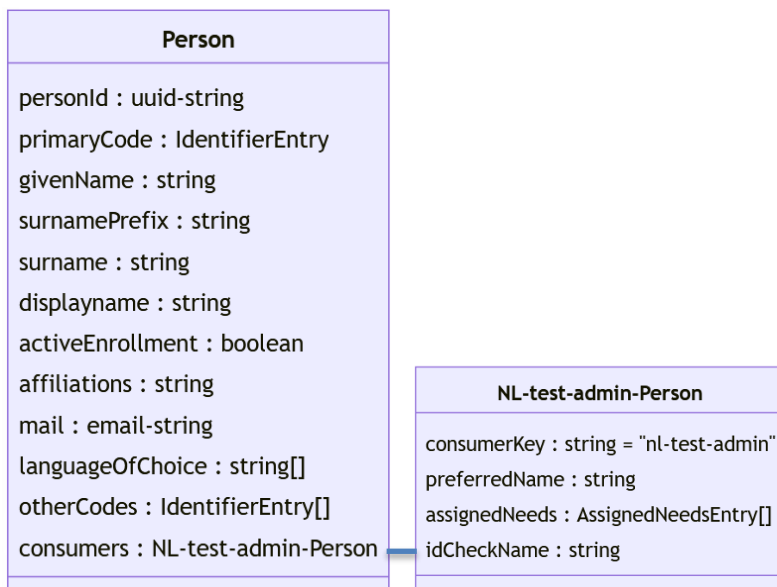 Person
personId : uuid-string
primaryCode : IdentifierEntry
givenName : string
surnamePrefix : string
surname : string
displayname : string
activeEnrollment : boolean
affiliations : string
mail : email-string
languageOfChoice : string[]
otherCodes : IdentifierEntry[]
consumers : NL-test-admin-Person
NL-test-admin-Person
consumerKey : string = "nl-test-admin"
preferredName : string
assignedNeeds : AssignedNeedsEntry[]
idCheckName : string